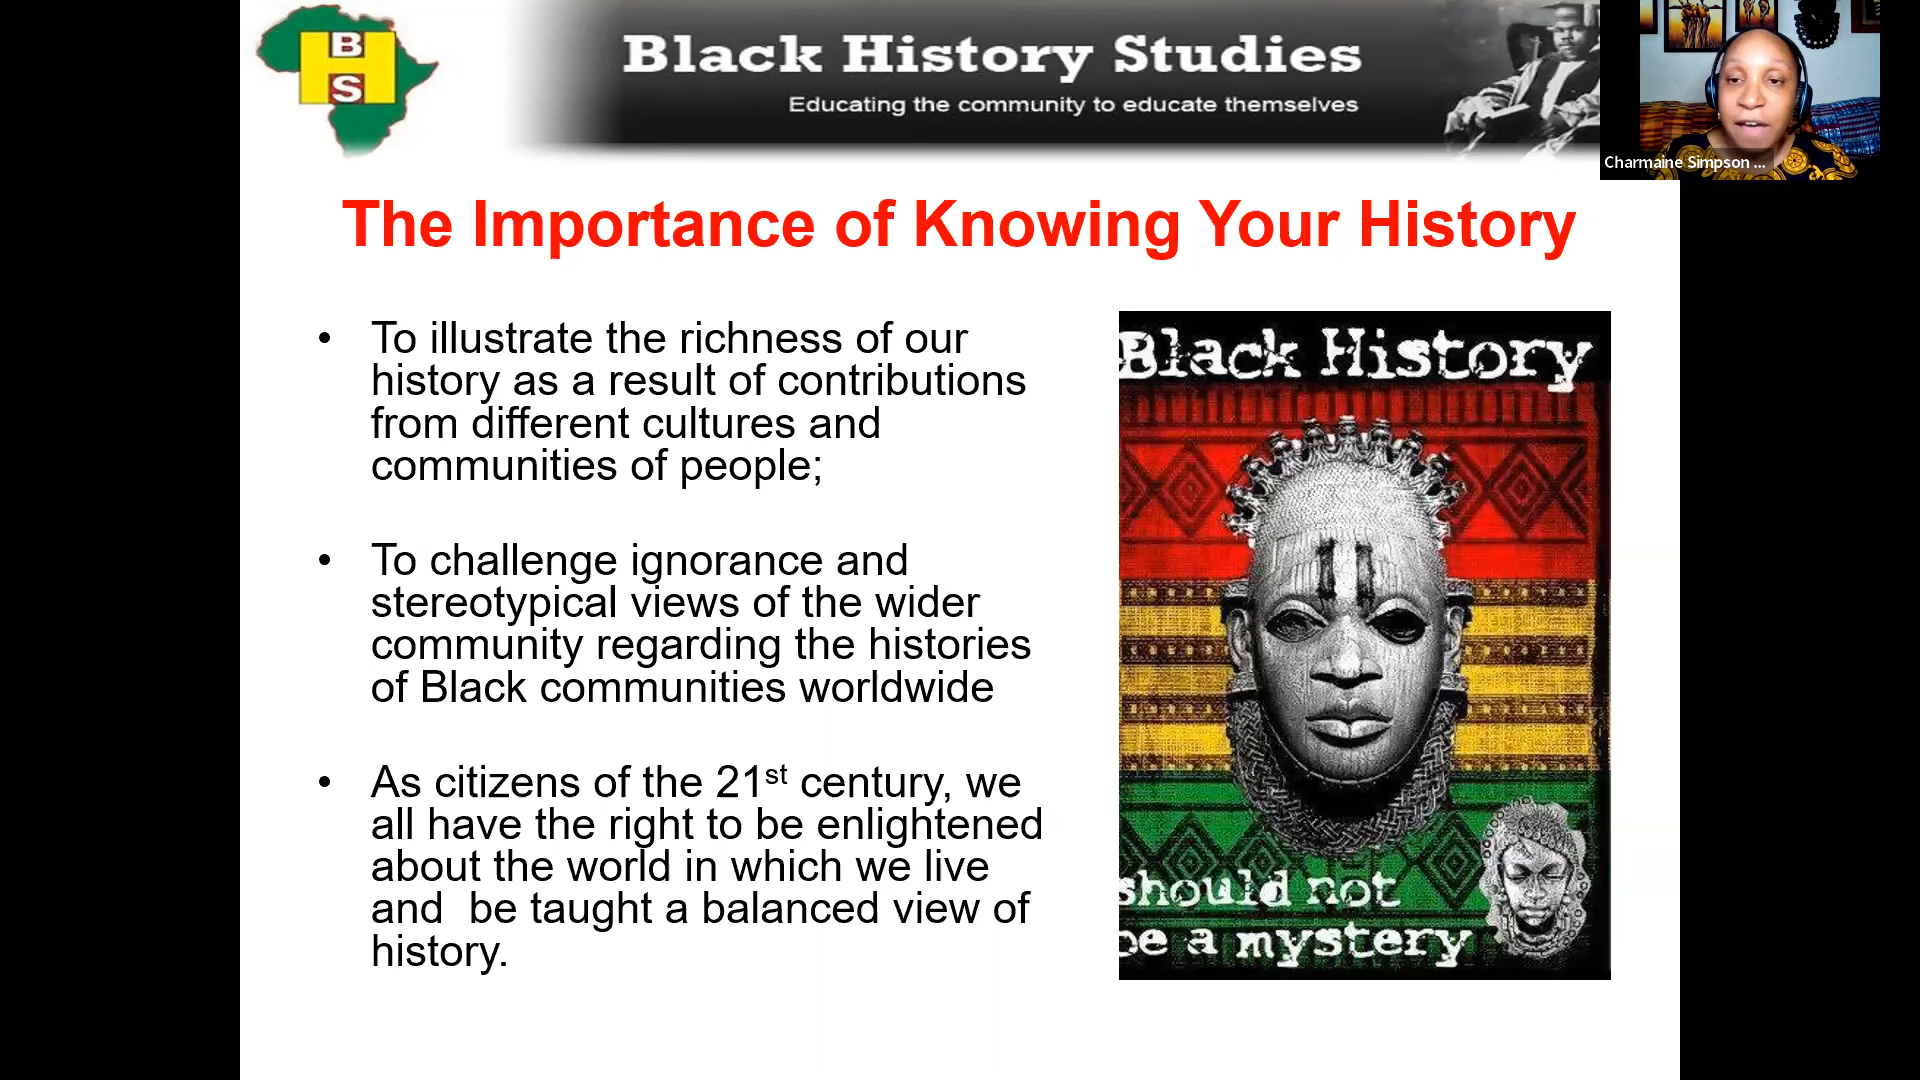 B
H
S
Black History Studies
Educating the community to educate themselves
Charmaine Simpson ...
The Importance of Knowing Your History
• To illustrate the richness of our
history as a result of contributions
from different cultures and
communities of people;
• To challenge ignorance and
stereotypical views of the wider
community regarding the histories
of Black communities worldwide
• As citizens of the 21st century, we
all have the right to be enlightened
about the world in which we live
and  be taught a balanced view of
history.
Black History
should not
be a mystery